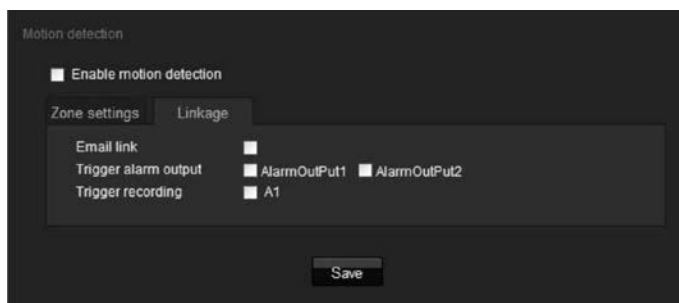 Motion detection
Enable motion detection
Zone settings Linkage
Email link
Trigger alarm output AlarmOutPut1 AlarmOutPut2
Trigger recording A1
Save